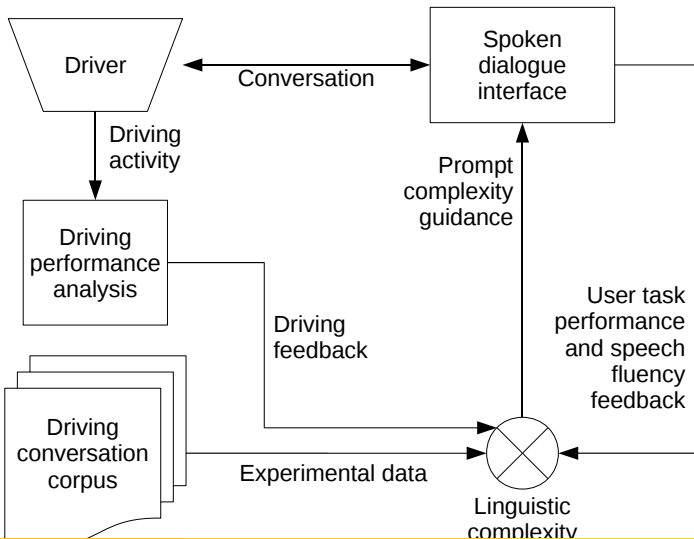 Driver
Conversation
Spoken
dialogue
interface
Driving
activity
Prompt
complexity
guidance
Driving
performance
analysis
Driving
feedback
User task
performance
and speech
fluency
feedback
Driving
conversation
corpus
Experimental data
Linguistic
complexity